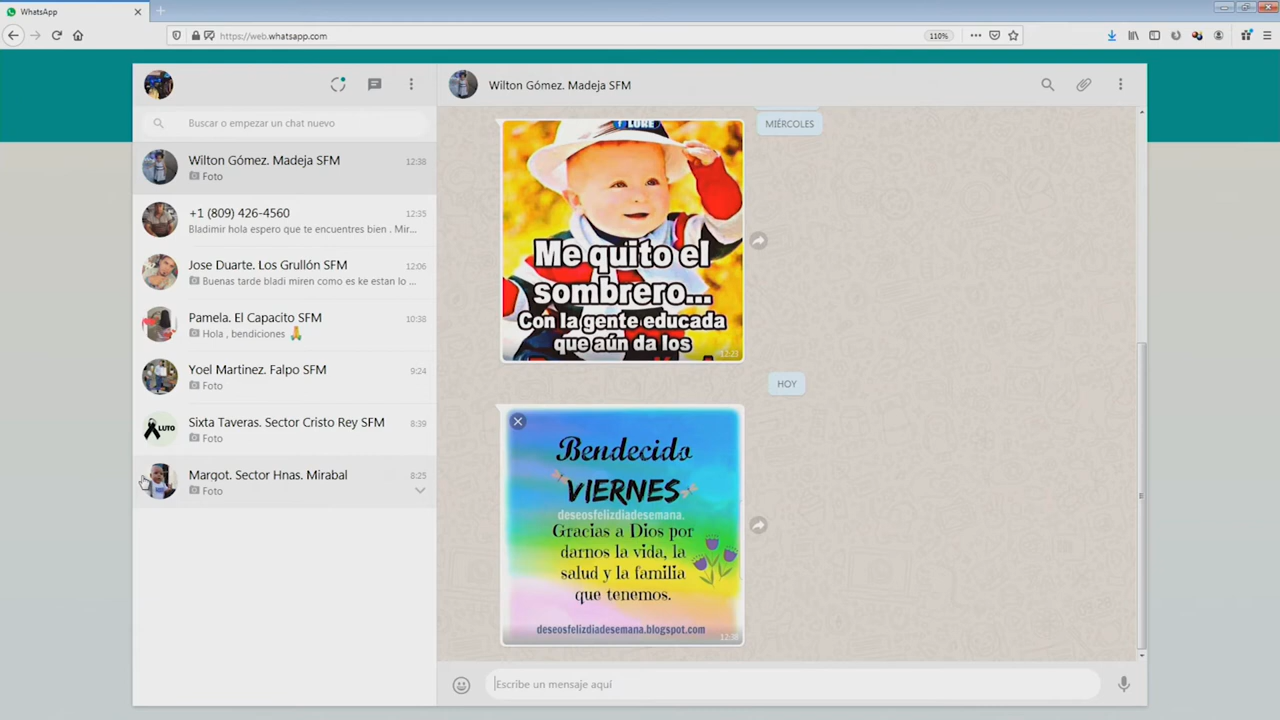 WhatsApp
https://web.whatsapp.com
110%
Wilton Gómez. Madeja SFM
Buscar o empezar un chat nuevo
Wilton Gómez. Madeja SFM 12:38
Foto
+1 (809) 426-4560 12:35
Bladimir hola espero que te encuentres bien . Mir...
Jose Duarte. Los Grullón SFM 12:06
Buenas tarde bladi miren como es ke estan lo ...
Pamela. El Capacito SFM 10:38
Hola , bendiciones 🙏
Yoel Martinez. Falpo SFM 9:24
Foto
LUTO
Sixta Taveras. Sector Cristo Rey SFM 8:39
Foto
Margot. Sector Hnas. Mirabal 8:25
Foto
MIÉRCOLES
Me quito el
sombrero...
Con la gente educada
que aún da los
12:23
HOY
Bendecido
VIERNES
deseosfelizdiadesemana.
Gracias a Dios por
darnos la vida, la
salud y la familia
que tenemos.
deseosfelizdiadesemana.blogspot.com
12:38
Escribe un mensaje aquí